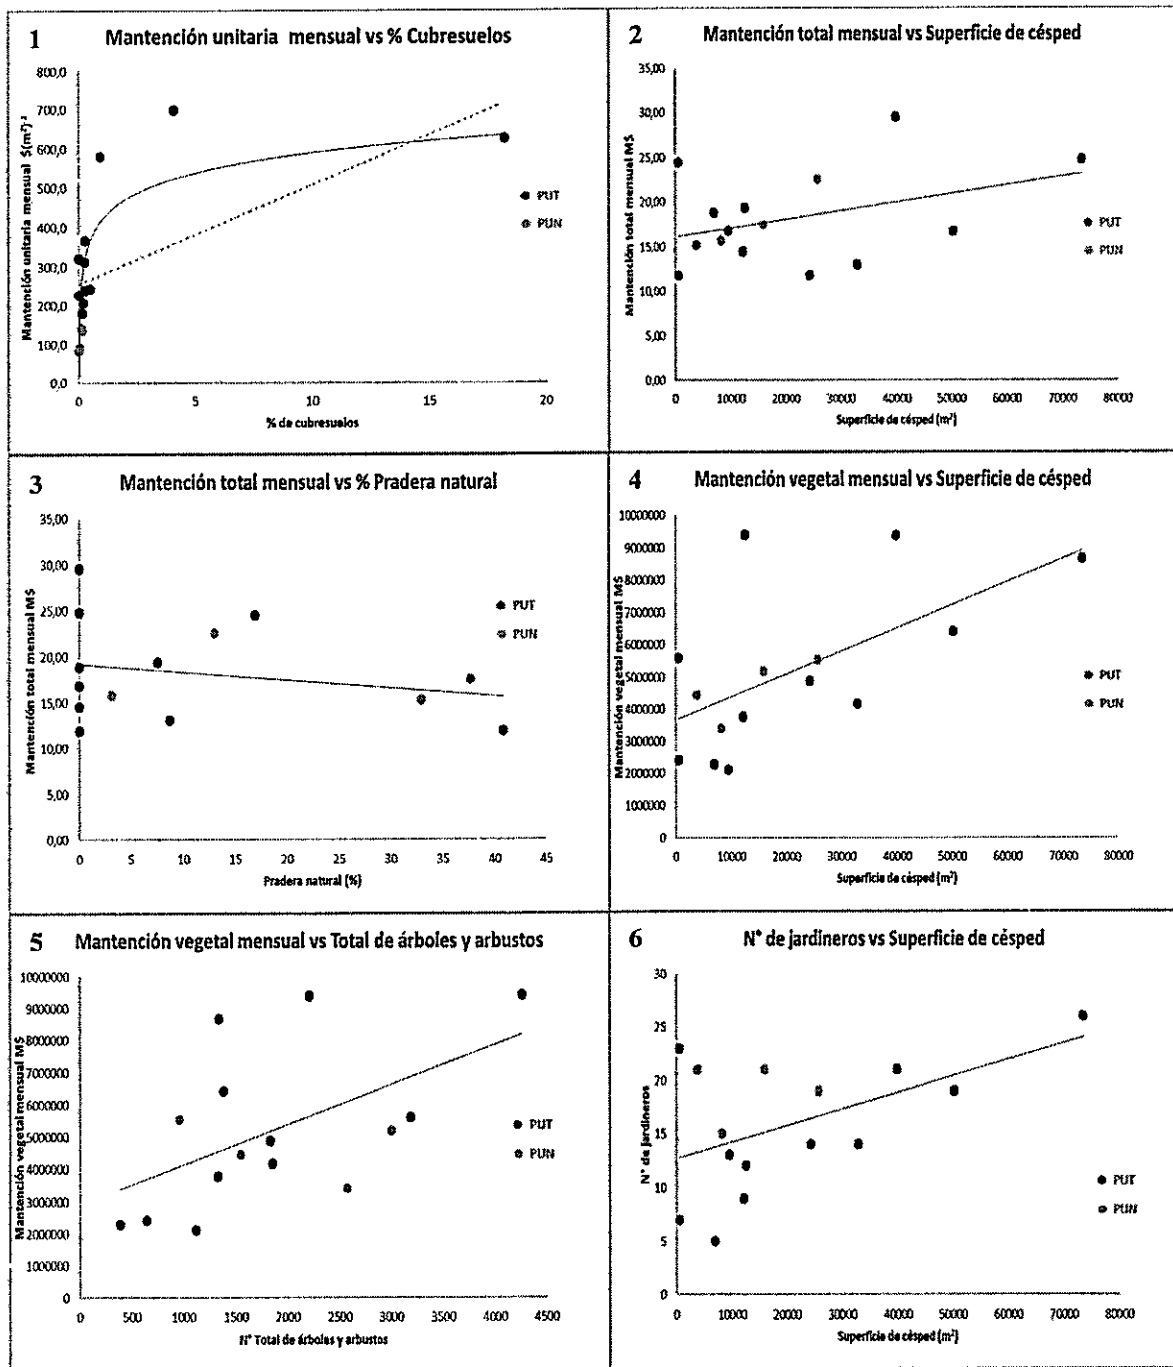 1 Mantención unitaria mensual vs % Cubresuelos
800,0
700,0
600,0
500,0
400,0
300,0
200,0
100,0
0,0
Mantención unitaria mensual $(m²)⁻¹
0 5 10 15 20
% de cubresuelos
PUT
PUN
2 Mantención total mensual vs Superficie de césped
35,00
30,00
25,00
20,00
15,00
10,00
5,00
0,00
Mantención total mensual M$
0 10000 20000 30000 40000 50000 60000 70000 80000
Superficie de césped (m²)
PUT
PUN
3 Mantención total mensual vs % Pradera natural
35,00
30,00
25,00
20,00
15,00
10,00
5,00
0,00
Mantención total mensual M$
0 5 10 15 20 25 30 35 40 45
Pradera natural (%)
PUT
PUN
4 Mantención vegetal mensual vs Superficie de césped
10000000
9000000
8000000
7000000
6000000
5000000
4000000
3000000
2000000
1000000
0
Mantención vegetal mensual M$
0 10000 20000 30000 40000 50000 60000 70000 80000
Superficie de césped (m²)
PUT
PUN
5 Mantención vegetal mensual vs Total de árboles y arbustos
10000000
9000000
8000000
7000000
6000000
5000000
4000000
3000000
2000000
1000000
0
Mantención vegetal mensual M$
0 500 1000 1500 2000 2500 3000 3500 4000 4500
N° Total de árboles y arbustos
PUT
PUN
6 N° de jardineros vs Superficie de césped
30
25
20
15
10
5
0
N° de jardineros
0 10000 20000 30000 40000 50000 60000 70000 80000
Superficie de césped (m²)
PUT
PUN